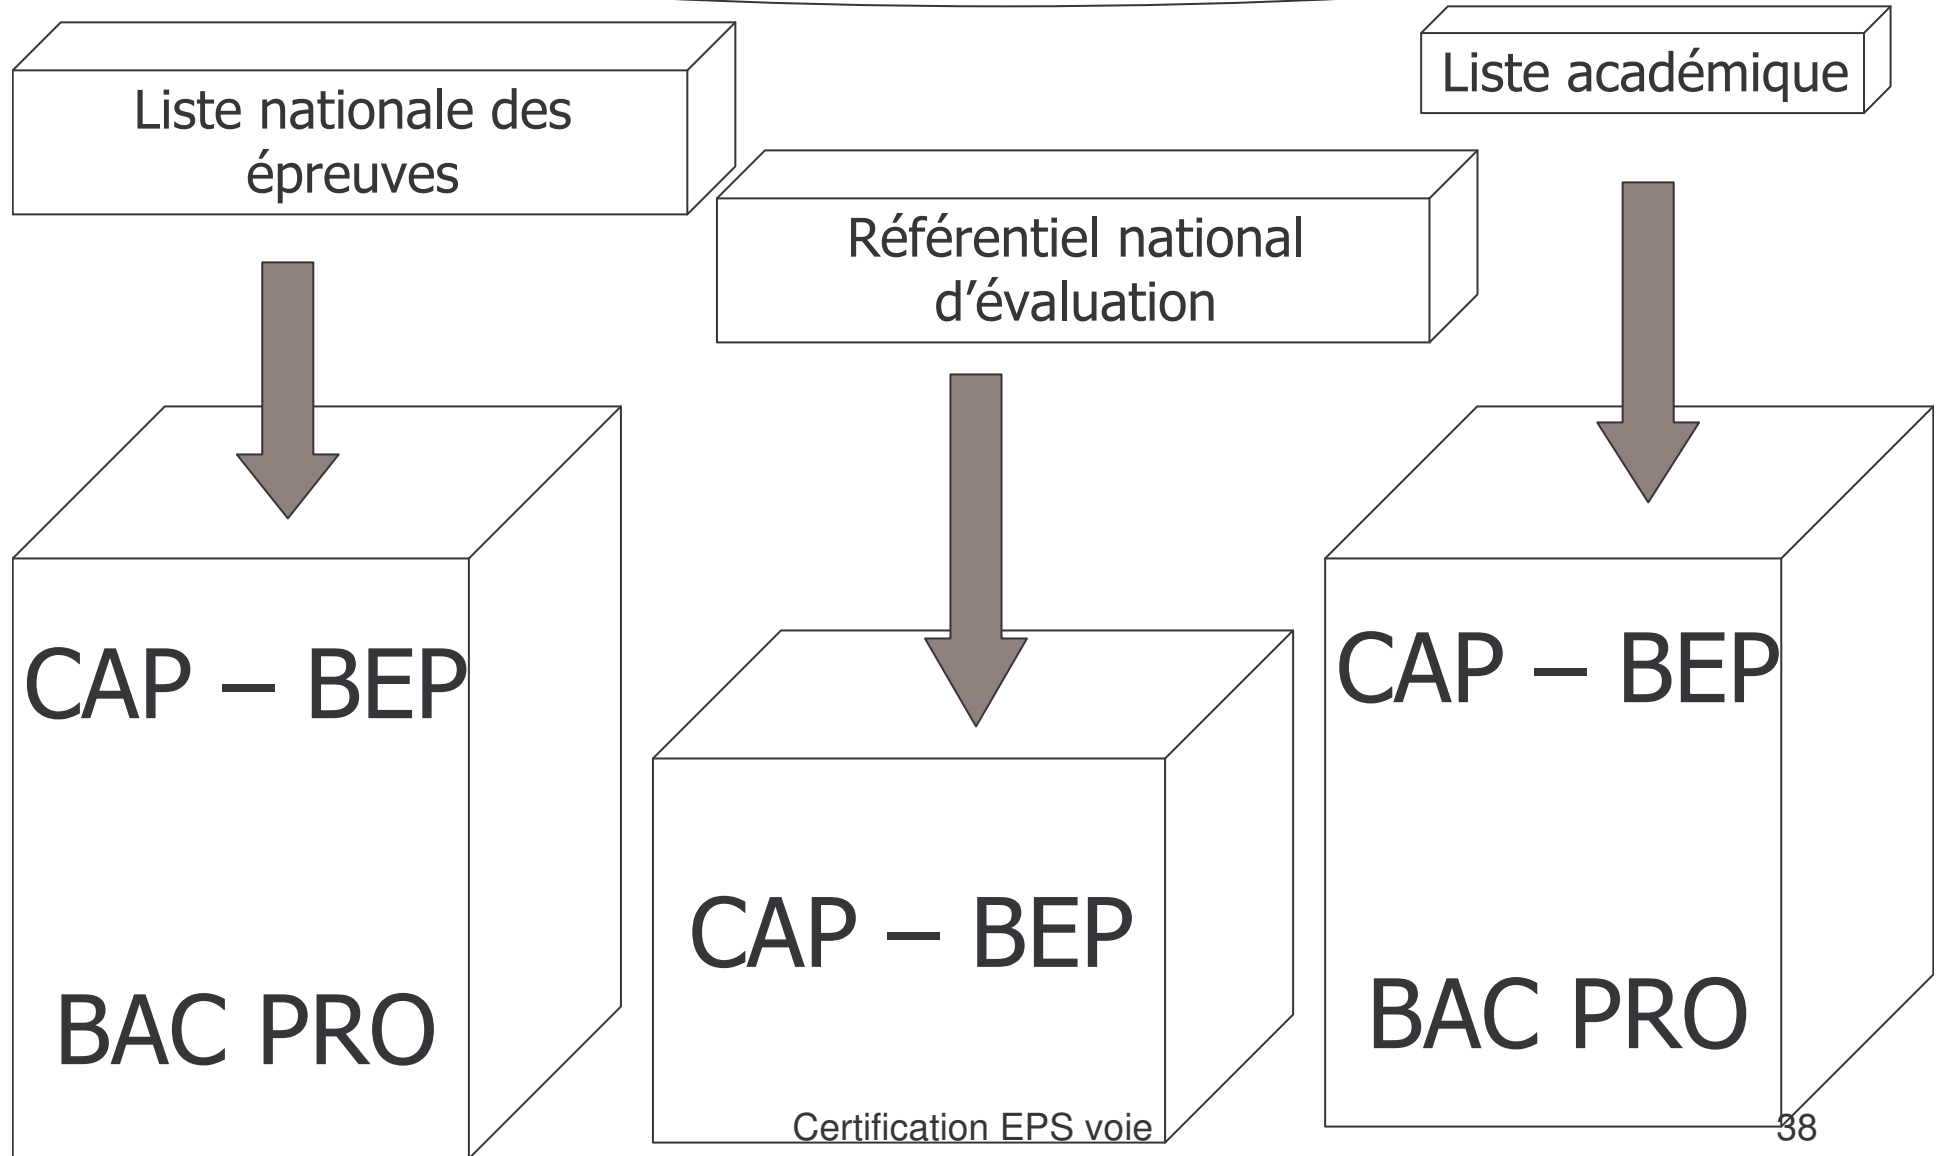 Liste nationale des
épreuves
Référentiel national
d’évaluation
Liste académique
CAP – BEP
BAC PRO
CAP – BEP
CAP – BEP
BAC PRO
Certification EPS voie
38